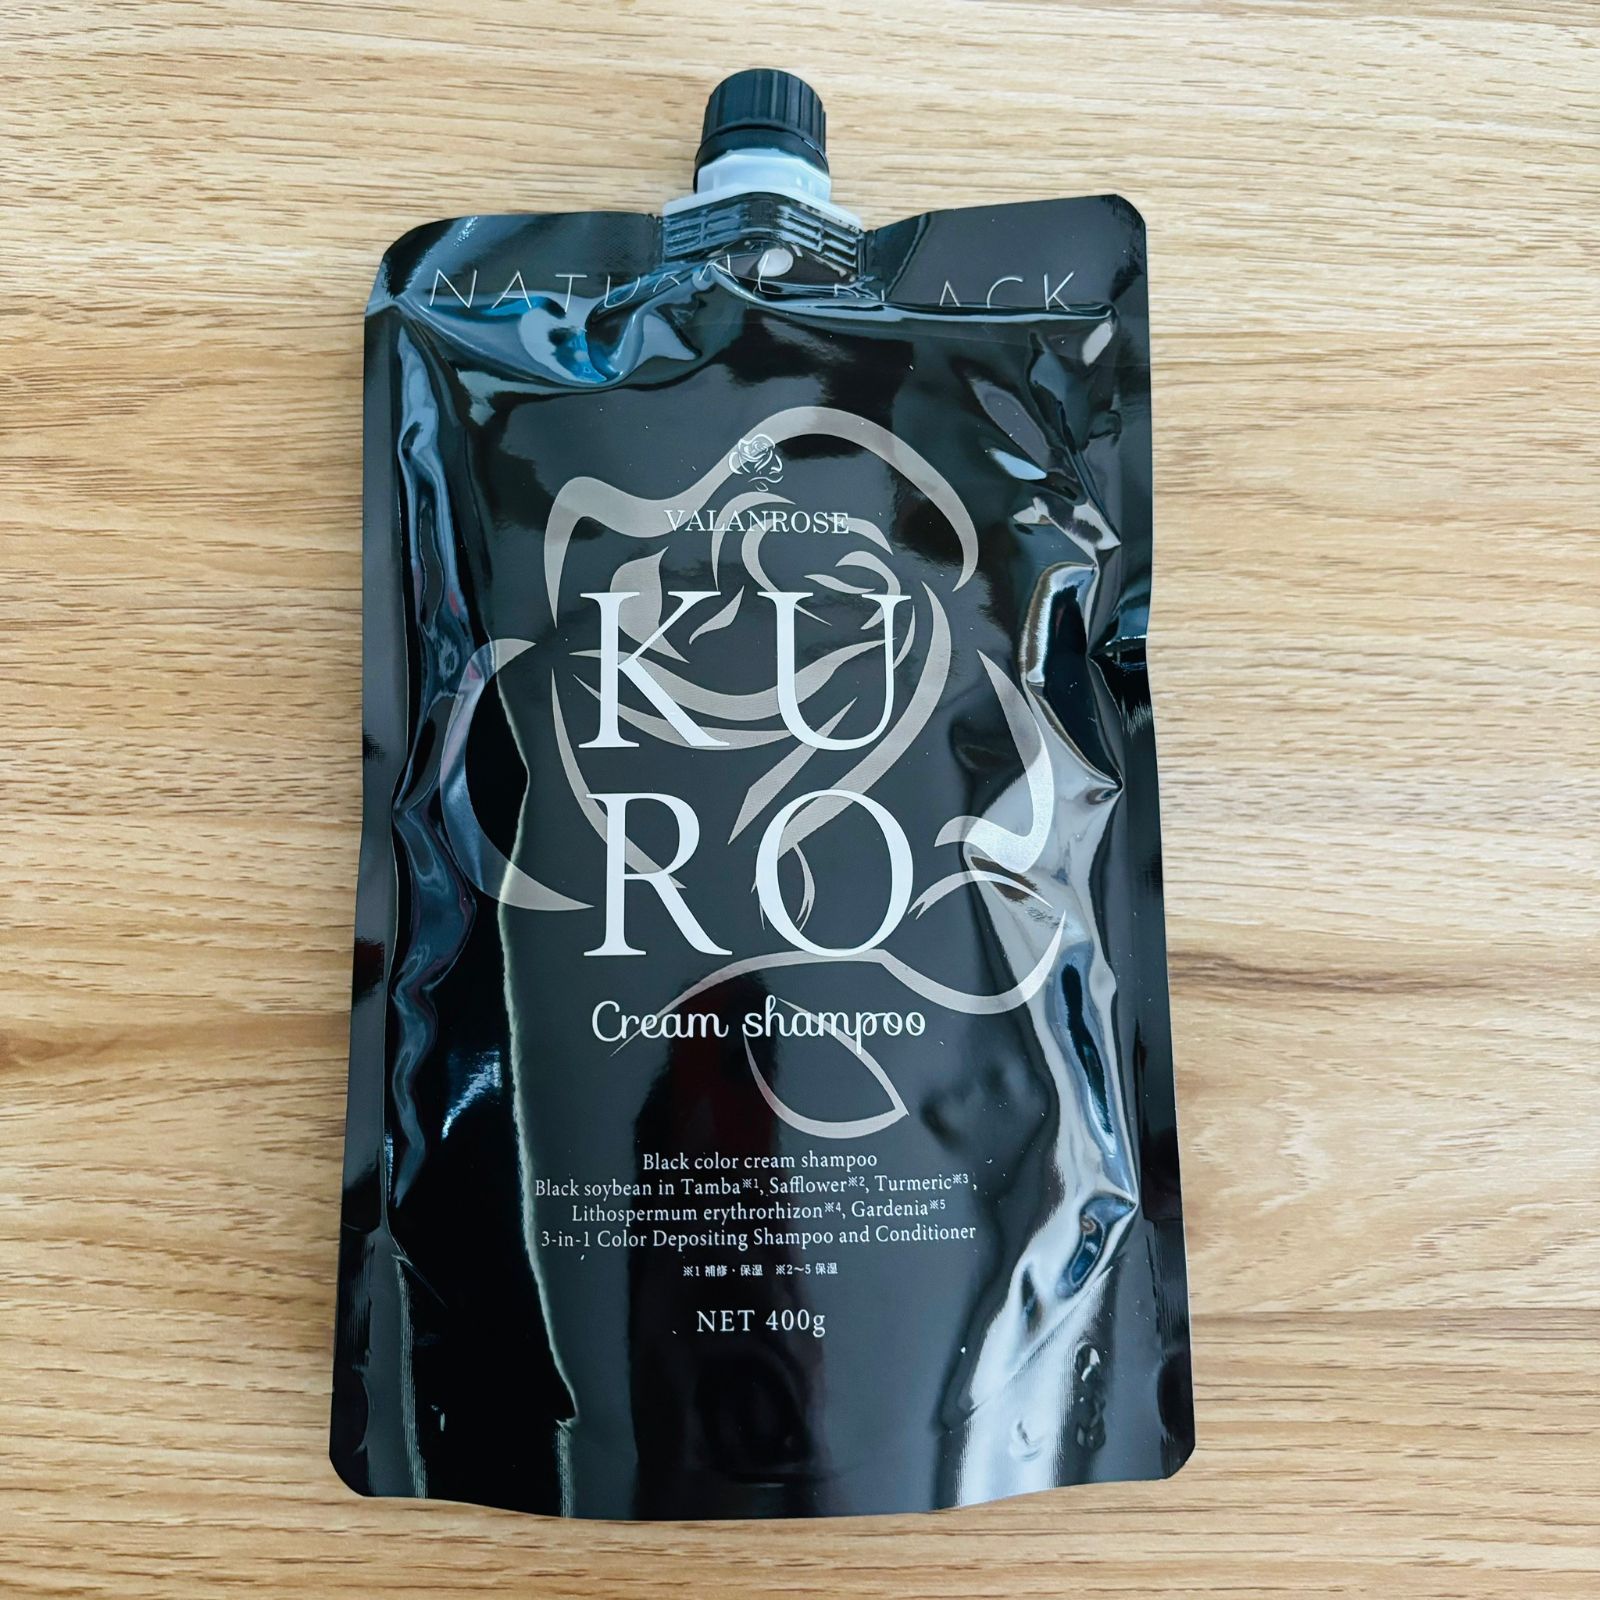 NATURAL BLACK
VALANROSE
KU
RO
Cream shampoo
Black color cream shampoo
Black soybean in Tamba※1, Safflower※2, Turmeric※3,
Lithospermum erythrorhizon※4, Gardenia※5
3-in-1 Color Depositing Shampoo and Conditioner
※1 補修・保湿 ※2～5 保湿
NET 400g